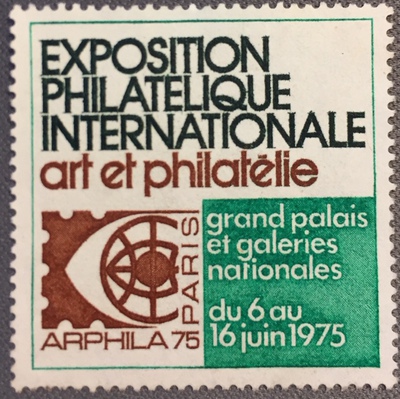 EXPOSITION
PHILATELIQUE
INTERNATIONALE
art et philatélie
PARIS
ARPHILA 75
grand palais
et galeries
nationales
du 6 au
16 juin 1975